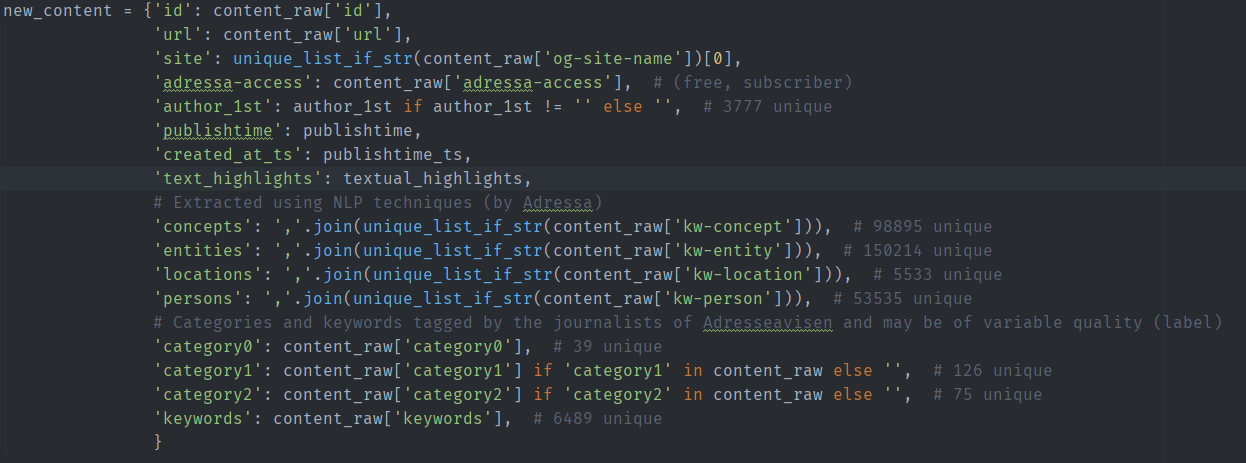 new_content = {'id': content_raw['id'],
'url': content_raw['url'],
'site': unique_list_if_str(content_raw['og-site-name'])[0],
'adressa-access': content_raw['adressa-access'],  # (free, subscriber)
'author_1st': author_1st if author_1st != '' else '',  # 3777 unique
'publishtime': publishtime,
'created_at_ts': publishtime_ts,
'text_highlights': textual_highlights,
# Extracted using NLP techniques (by Adressa)
'concepts': ','.join(unique_list_if_str(content_raw['kw-concept'])),  # 98895 unique
'entities': ','.join(unique_list_if_str(content_raw['kw-entity'])),  # 150214 unique
'locations': ','.join(unique_list_if_str(content_raw['kw-location'])),  # 5533 unique
'persons': ','.join(unique_list_if_str(content_raw['kw-person'])),  # 53535 unique
# Categories and keywords tagged by the journalists of Adresseavisen and may be of variable quality (label)
'category0': content_raw['category0'],  # 39 unique
'category1': content_raw['category1'] if 'category1' in content_raw else '',  # 126 unique
'category2': content_raw['category2'] if 'category2' in content_raw else '',  # 75 unique
'keywords': content_raw['keywords'],  # 6489 unique
}